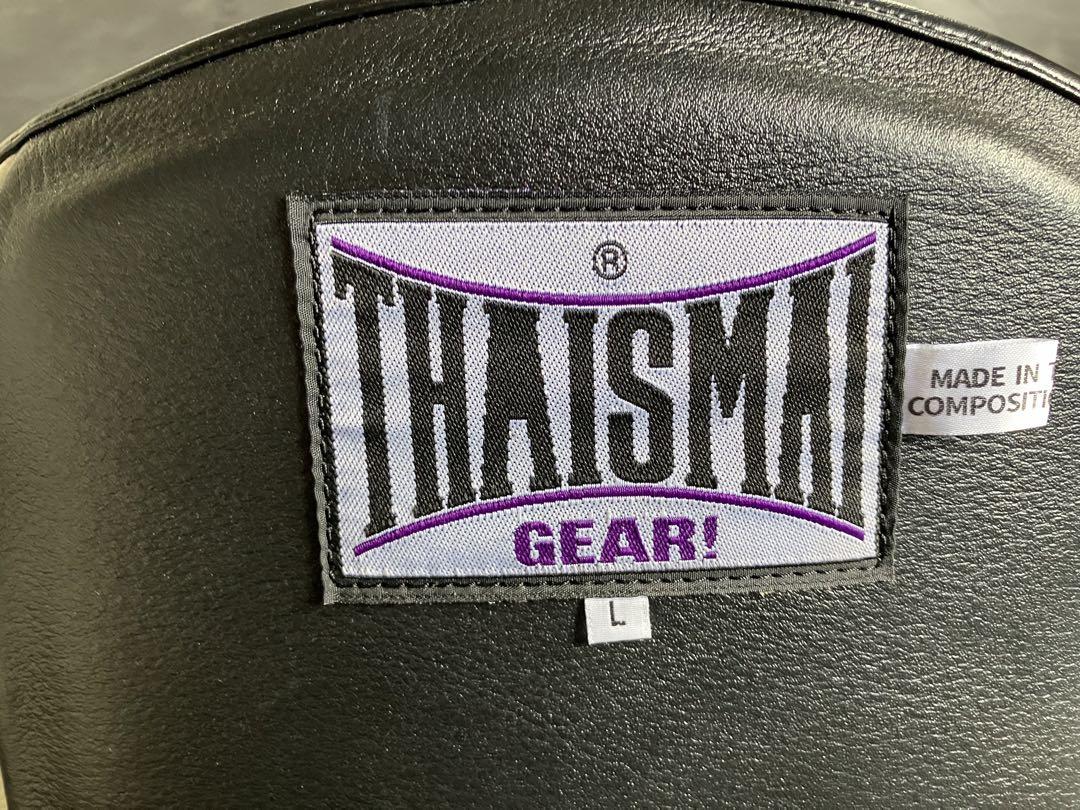 ®
THAISMAI
GEAR!
MADE IN
COMPOSITI
L